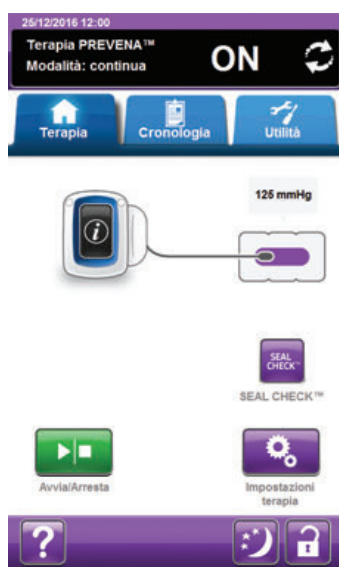 25/12/2016 12:00
Terapia PREVENA™
Modalità: continua
ON
Terapia
Cronologia
Utilità
125 mmHg
i
SEAL
CHECK™
SEAL CHECK™
Avvia/Arresta
Impostazioni
terapia
?